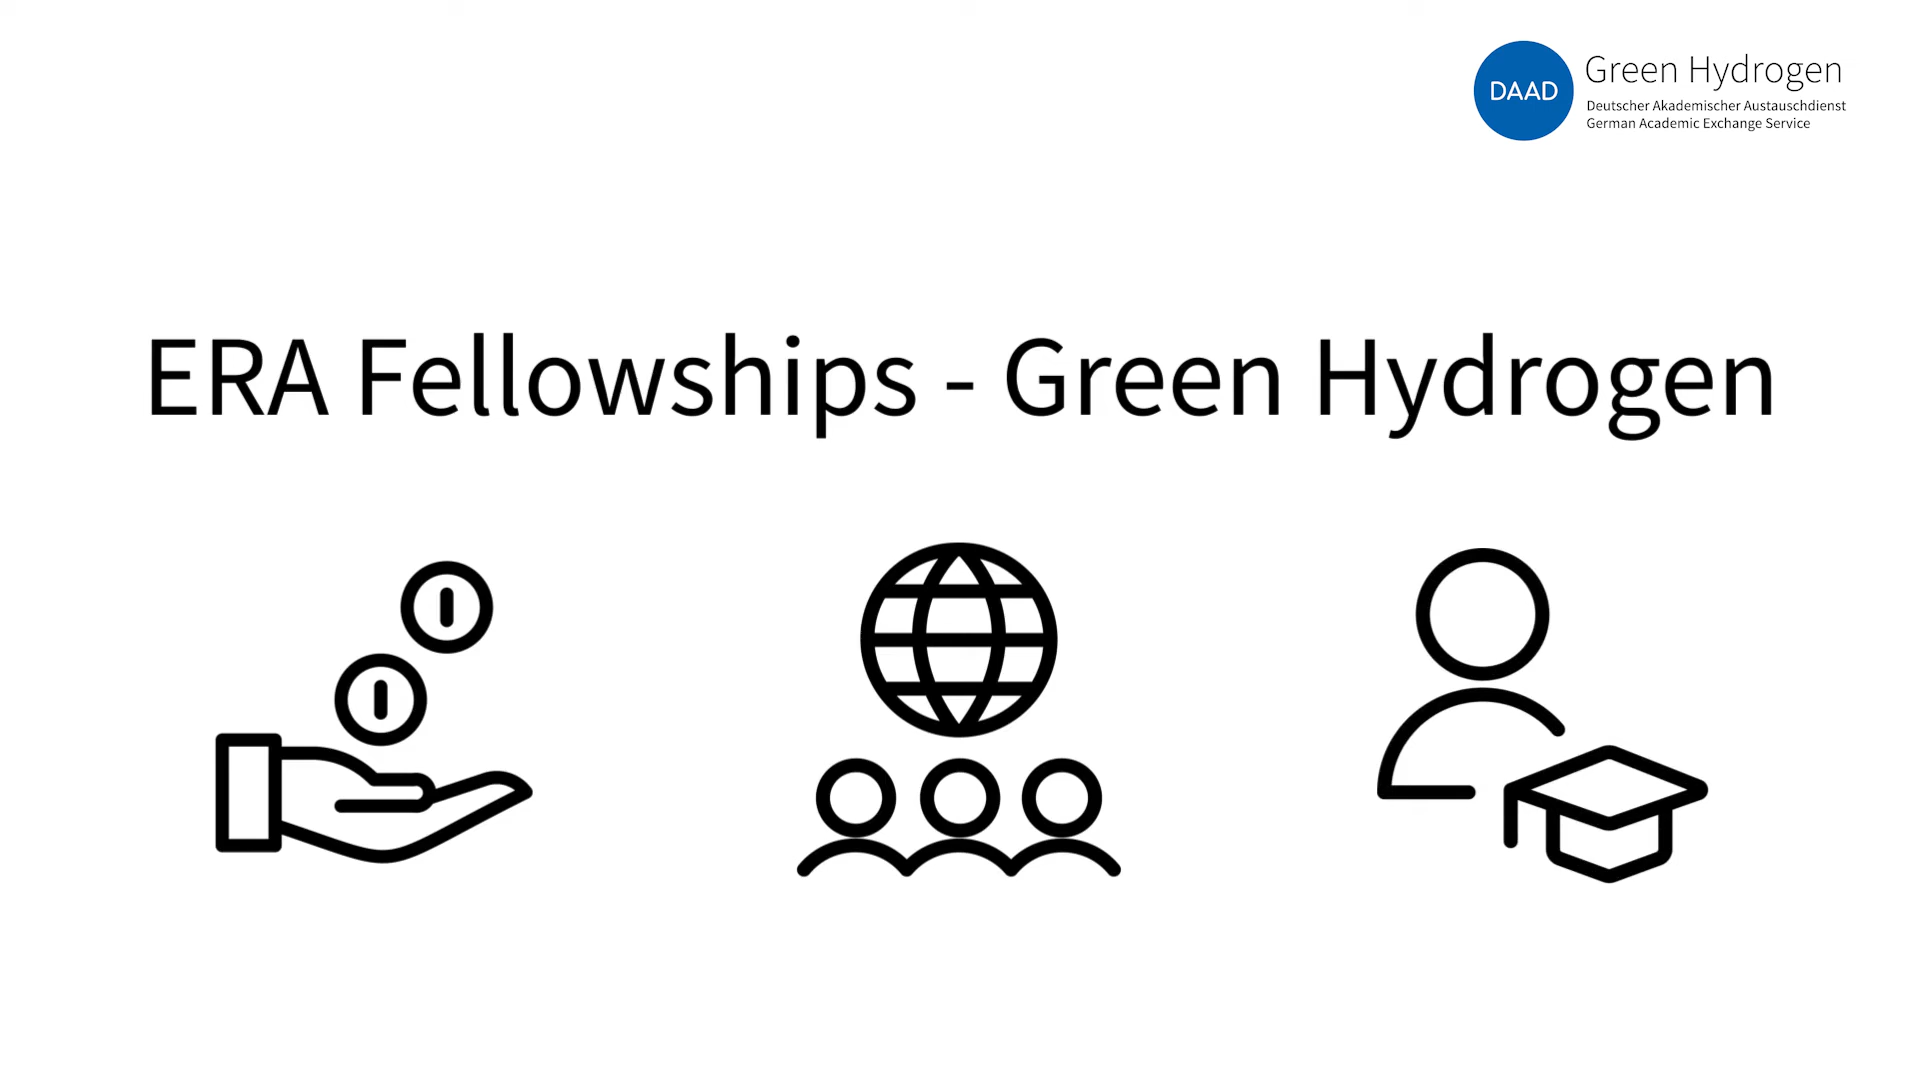 DAAD
Green Hydrogen
Deutscher Akademischer Austauschdienst
German Academic Exchange Service
ERA Fellowships - Green Hydrogen